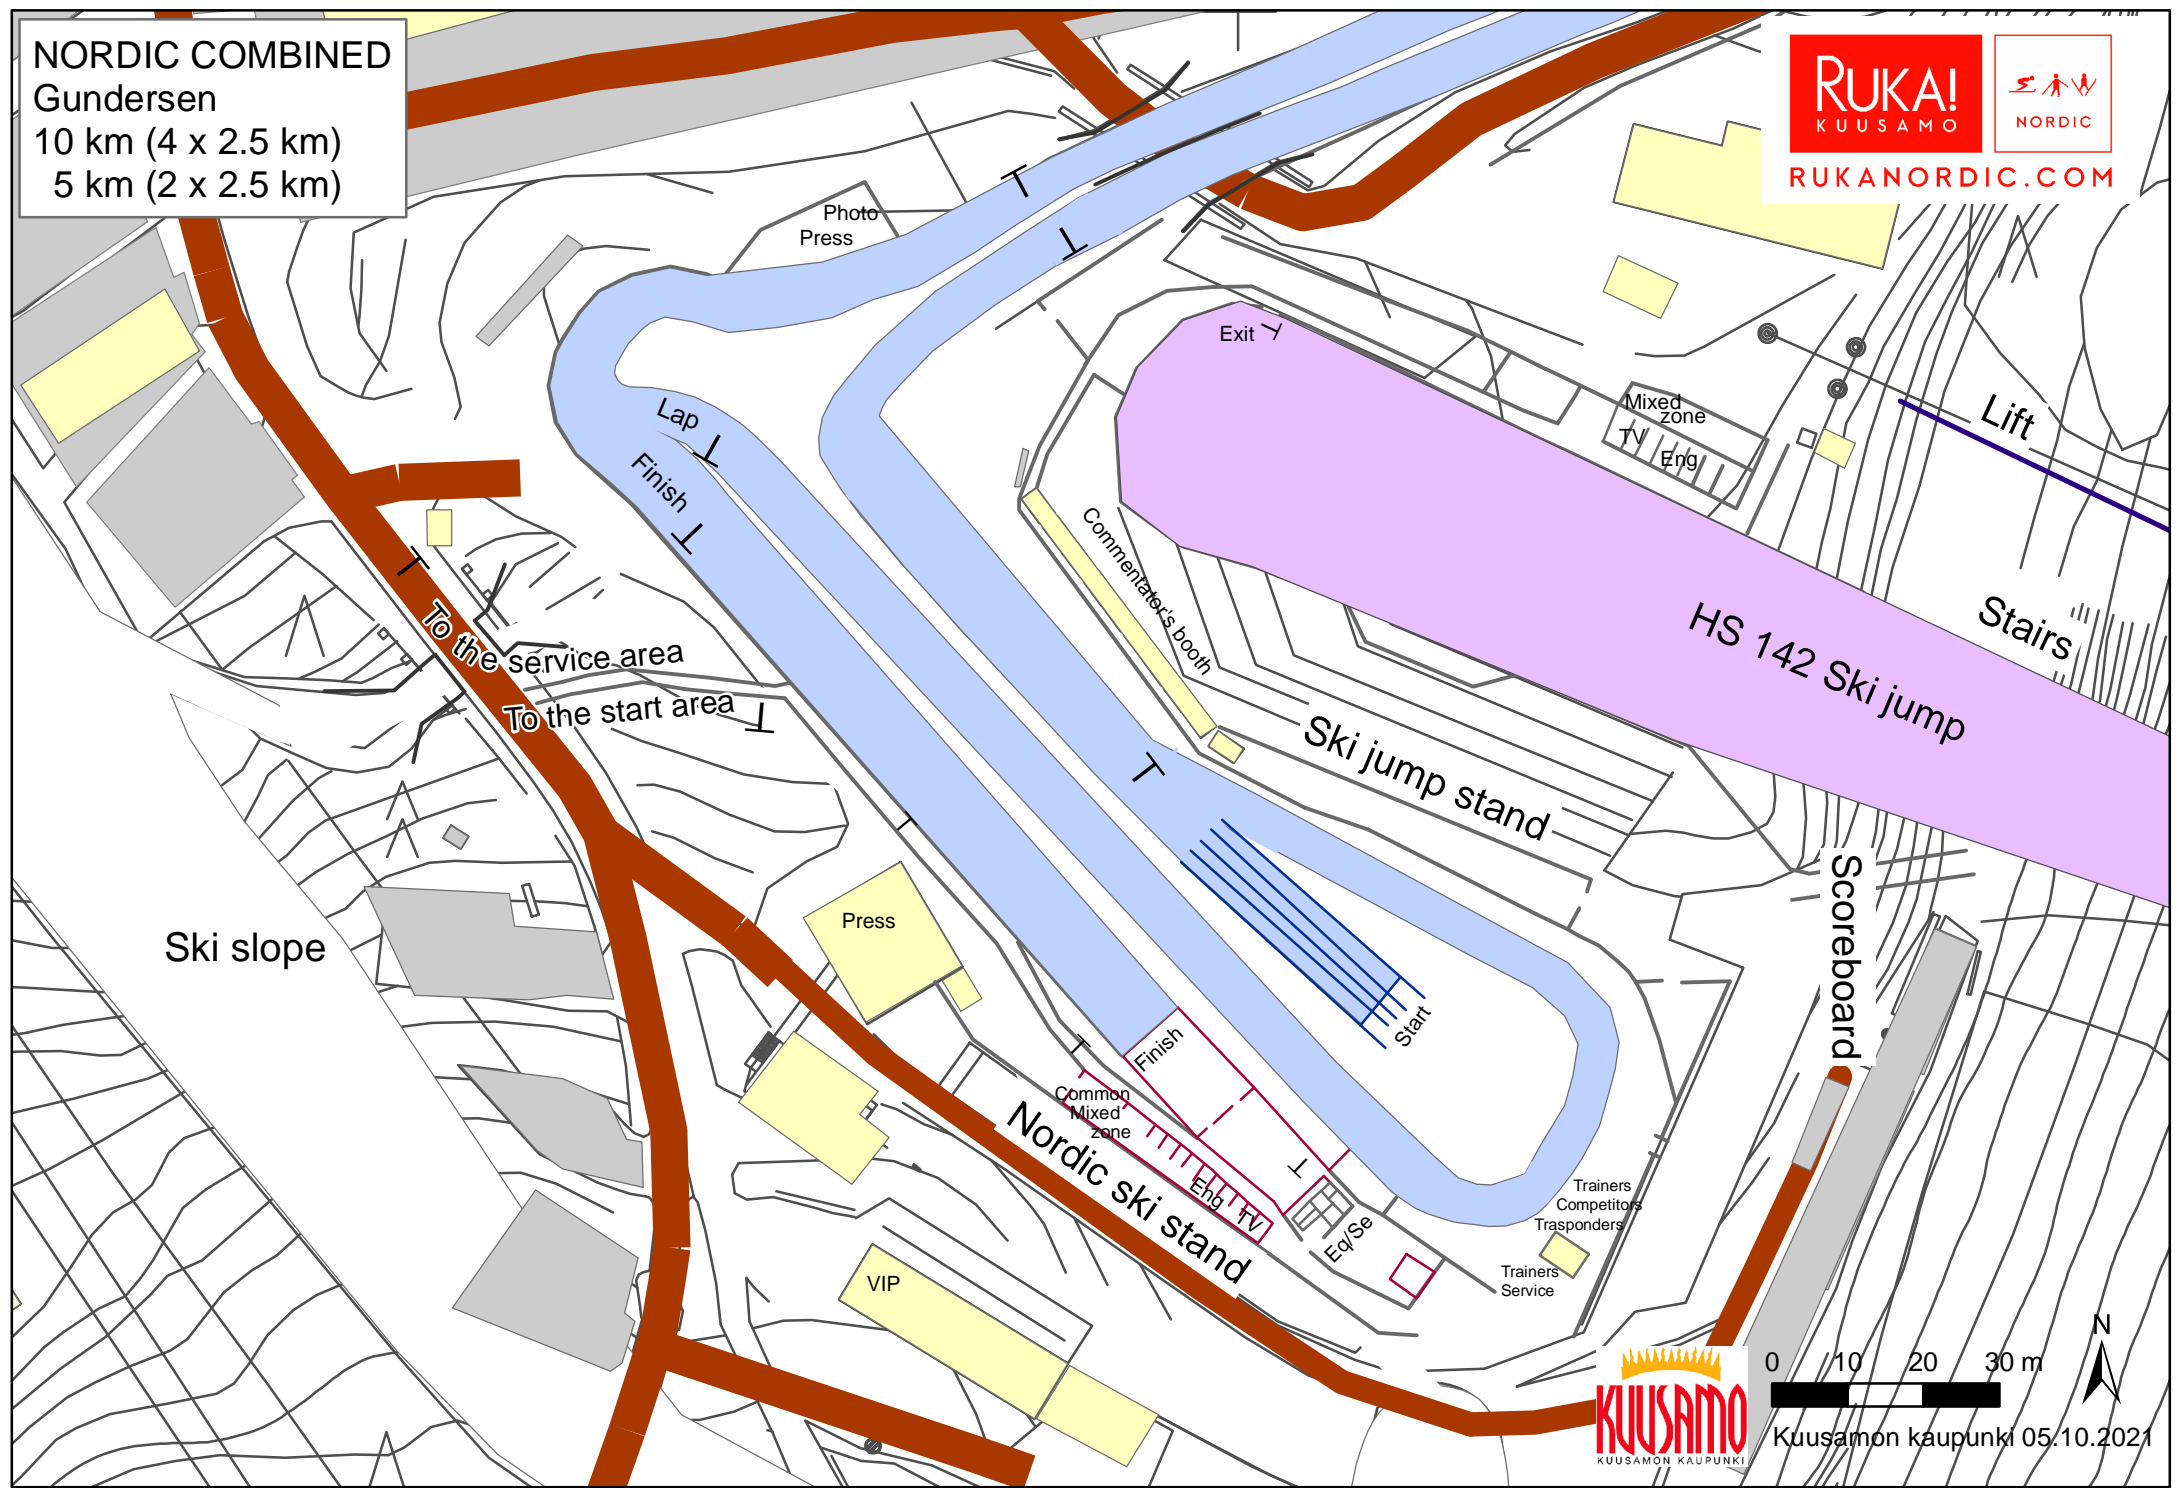 NORDIC COMBINED
Gundersen
10 km (4 x 2.5 km)
5 km (2 x 2.5 km)
RUKA!
KUUSAMO
NORDIC
RUKANORDIC.COM
Photo
Press
Exit
Mixed
zone
TV
Eng
Lift
Lap
Finish
Commentator's booth
HS 142 Ski jump
Stairs
To the service area
To the start area
Ski jump stand
Scoreboard
Press
Ski slope
Start
Finish
Common
Mixed
zone
Eng
TV
Nordic ski stand
Eq/Se
Trainers
Competitors
Trasponders
Trainers
Service
VIP
KUUSAMO
KUUSAMON KAUPUNKI
N
0 10 20 30 m
Kuusamon kaupunki 05.10.2021